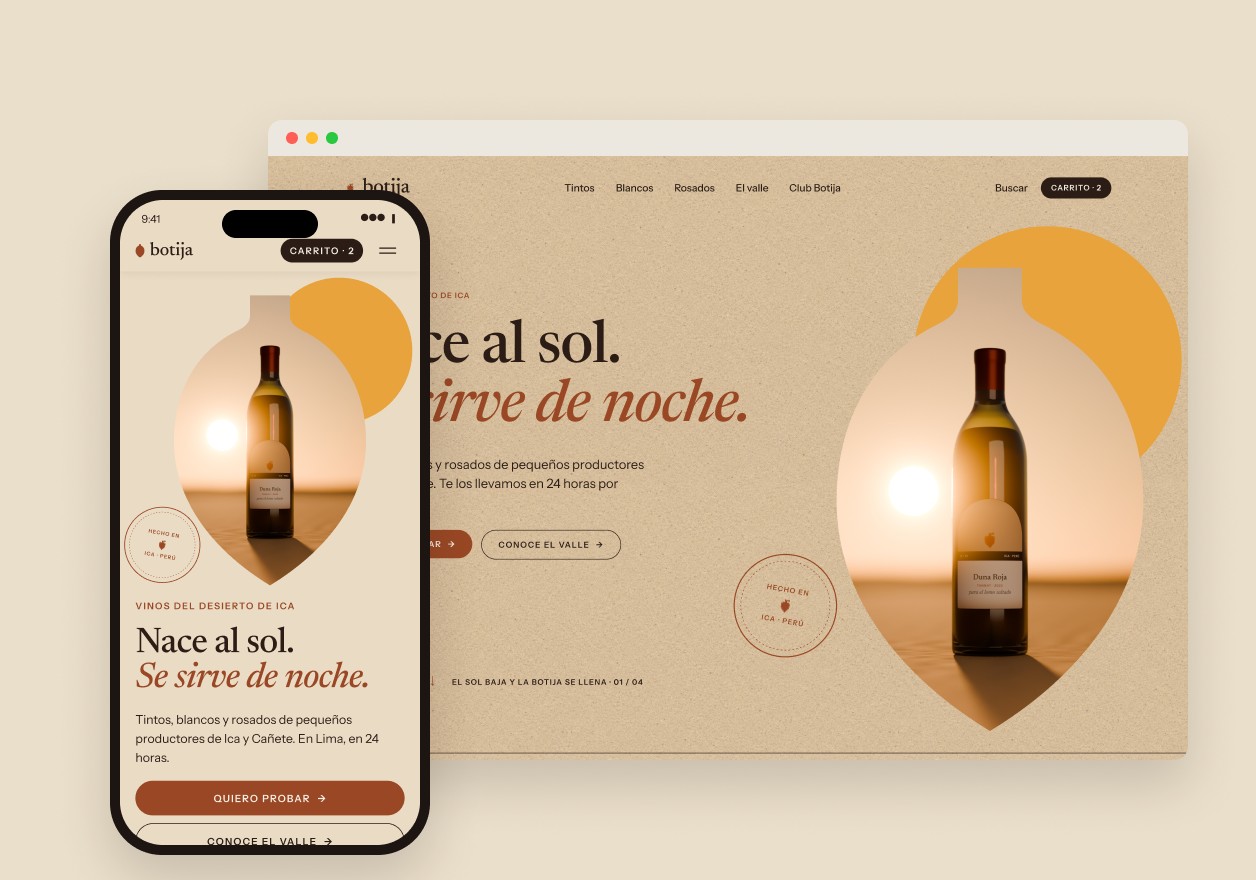 botija
Tintos Blancos Rosados El valle Club Botija
Buscar CARRITO · 2
O DE ICA
ce al sol.
sirve de noche.
s y rosados de pequeños productores
e. Te los llevamos en 24 horas por
AR →
CONOCE EL VALLE →
HECHO EN
ICA · PERÚ
↓ EL SOL BAJA Y LA BOTIJA SE LLENA · 01 / 04
Duna Roja
9:41
botija
CARRITO · 2
Duna Roja
HECHO EN
ICA · PERÚ
VINOS DEL DESIERTO DE ICA
Nace al sol.
Se sirve de noche.
Tintos, blancos y rosados de pequeños
productores de Ica y Cañete. En Lima, en 24
horas.
QUIERO PROBAR →
CONOCE EL VALLE →